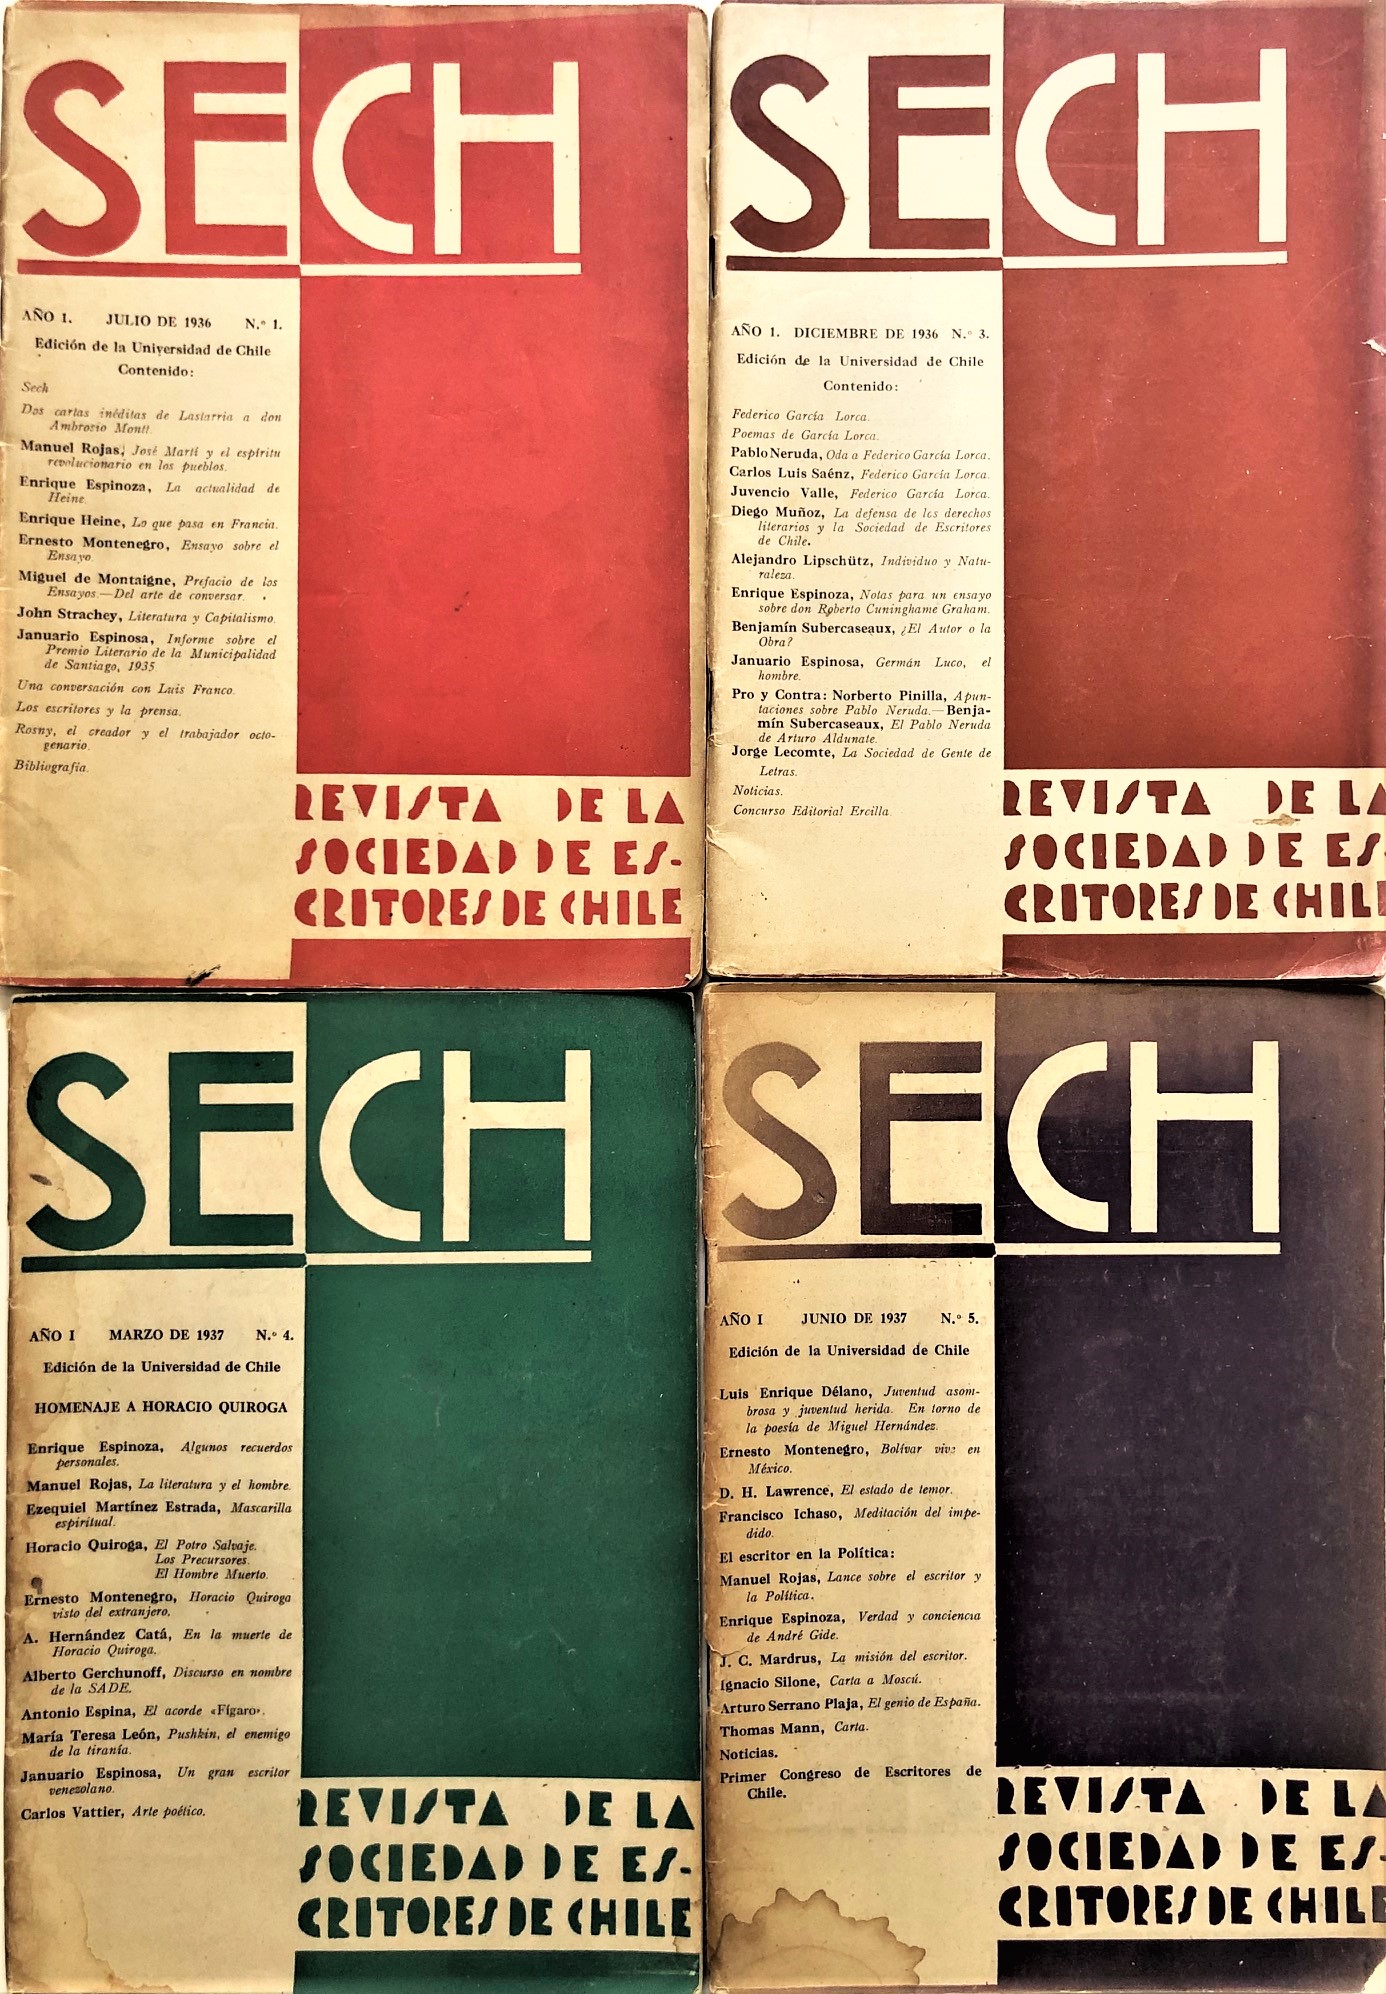 SECH
AÑO 1. JULIO DE 1936 N.º 1.
Edición de la Universidad de Chile
Contenido:
Sech
Dos cartas inéditas de Lastarria a don
Ambrosio Montt.
Manuel Rojas, José Martí y el espíritu
revolucionario en los pueblos.
Enrique Espinoza, La actualidad de
Heine.
Enrique Heine, Lo que pasa en Francia.
Ernesto Montenegro, Ensayo sobre el
Ensayo.
Miguel de Montaigne, Prefacio de los
Ensayos.—Del arte de conversar.
John Strachey, Literatura y Capitalismo.
Januario Espinosa, Informe sobre el
Premio Literario de la Municipalidad
de Santiago, 1935
Una conversación con Luis Franco.
Los escritores y la prensa.
Rosny, el creador y el trabajador octo-
genario.
Bibliografía.
REVISTA DE LA
SOCIEDAD DE ES-
CRITORES DE CHILE
SECH
AÑO 1. DICIEMBRE DE 1936 N.º 3.
Edición de la Universidad de Chile
Contenido:
Federico García Lorca.
Poemas de García Lorca.
Pablo Neruda, Oda a Federico García Lorca.
Carlos Luis Saénz, Federico García Lorca.
Juvencio Valle, Federico García Lorca.
Diego Muñoz, La defensa de los derechos
literarios y la Sociedad de Escritores
de Chile.
Alejandro Lipschütz, Individuo y Natu-
raleza.
Enrique Espinoza, Notas para un ensayo
sobre don Roberto Cuninghame Graham.
Benjamín Subercaseaux, ¿El Autor o la
Obra?
Januario Espinosa, Germán Luco, el
hombre.
Pro y Contra: Norberto Pinilla, Apun-
taciones sobre Pablo Neruda.—Benja-
mín Subercaseaux, El Pablo Neruda
de Arturo Aldunate.
Jorge Lecomte, La Sociedad de Gente de
Letras.
Noticias.
Concurso Editorial Ercilla.
REVISTA DE LA
SOCIEDAD DE ES-
CRITORES DE CHILE
SECH
AÑO I MARZO DE 1937 N.º 4.
Edición de la Universidad de Chile
HOMENAJE A HORACIO QUIROGA
Enrique Espinoza, Algunos recuerdos
personales.
Manuel Rojas, La literatura y el hombre.
Ezequiel Martínez Estrada, Mascarilla
espiritual.
Horacio Quiroga, El Potro Salvaje.
Los Precursores.
El Hombre Muerto.
Ernesto Montenegro, Horacio Quiroga
visto del extranjero.
A. Hernández Catá, En la muerte de
Horacio Quiroga.
Alberto Gerchunoff, Discurso en nombre
de la SADE.
Antonio Espina, El acorde «Fígaro».
María Teresa León, Pushkin, el enemigo
de la tiranía.
Januario Espinosa, Un gran escritor
venezolano.
Carlos Vattier, Arte poético.
REVISTA DE LA
SOCIEDAD DE ES-
CRITORES DE CHILE
SECH
AÑO I JUNIO DE 1937 N.º 5.
Edición de la Universidad de Chile
Luis Enrique Délano, Juventud asom-
brosa y juventud herida. En torno de
la poesía de Miguel Hernández.
Ernesto Montenegro, Bolívar vive en
México.
D. H. Lawrence, El estado de temor.
Francisco Ichaso, Meditación del impe-
dido.
El escritor en la Política:
Manuel Rojas, Lance sobre el escritor y
la Política.
Enrique Espinoza, Verdad y conciencia
de André Gide.
J. C. Mardrus, La misión del escritor.
Ignacio Silone, Carta a Moscú.
Arturo Serrano Plaja, El genio de España.
Thomas Mann, Carta.
Noticias.
Primer Congreso de Escritores de
Chile.
REVISTA DE LA
SOCIEDAD DE ES-
CRITORES DE CHILE